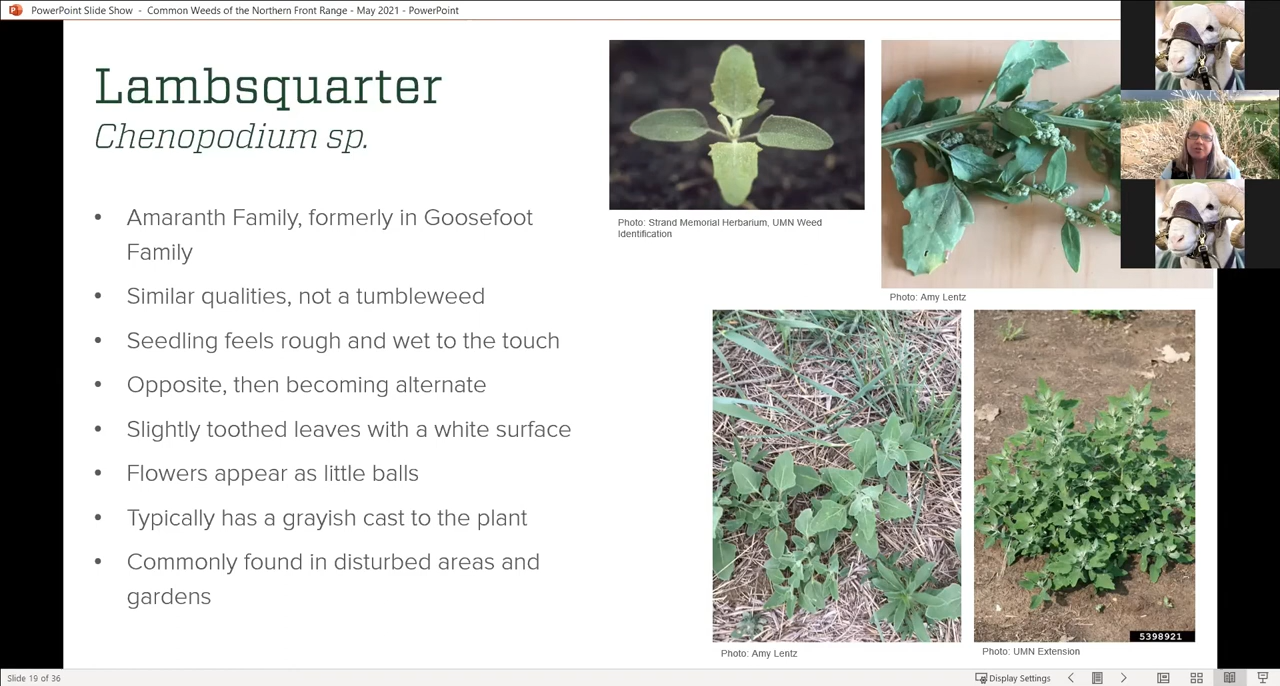 PowerPoint Slide Show - Common Weeds of the Northern Front Range - May 2021 - PowerPoint
Lambsquarter
Chenopodium sp.
• Amaranth Family, formerly in Goosefoot
Family
• Similar qualities, not a tumbleweed
• Seedling feels rough and wet to the touch
• Opposite, then becoming alternate
• Slightly toothed leaves with a white surface
• Flowers appear as little balls
• Typically has a grayish cast to the plant
• Commonly found in disturbed areas and
gardens
Photo: Strand Memorial Herbarium, UMN Weed
Identification
Photo: Amy Lentz
Photo: Amy Lentz
5398921
Photo: UMN Extension
Slide 19 of 36
Display Settings